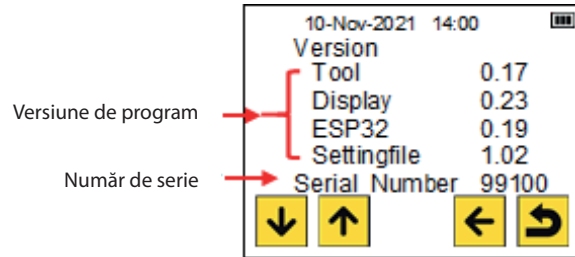 10-Nov-2021 14:00
Version
Tool 0.17
Display 0.23
Versiune de program
ESP32 0.19
Settingfile 1.02
Număr de serie
Serial Number 99100